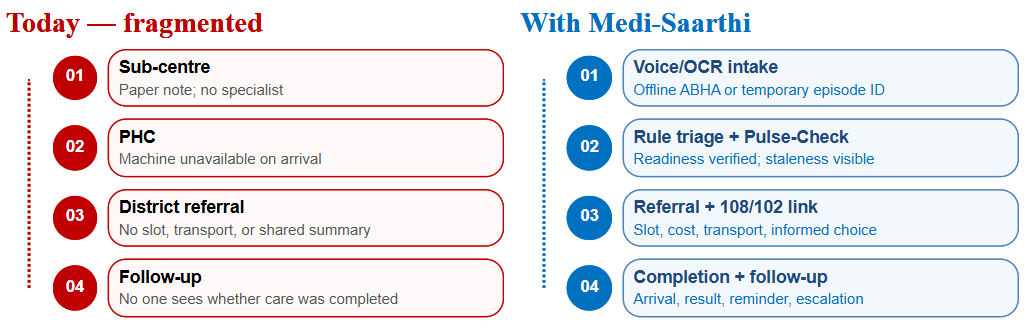 Today — fragmented
01
Sub-centre
Paper note; no specialist
02
PHC
Machine unavailable on arrival
03
District referral
No slot, transport, or shared summary
04
Follow-up
No one sees whether care was completed
With Medi-Saarthi
01
Voice/OCR intake
Offline ABHA or temporary episode ID
02
Rule triage + Pulse-Check
Readiness verified; staleness visible
03
Referral + 108/102 link
Slot, cost, transport, informed choice
04
Completion + follow-up
Arrival, result, reminder, escalation